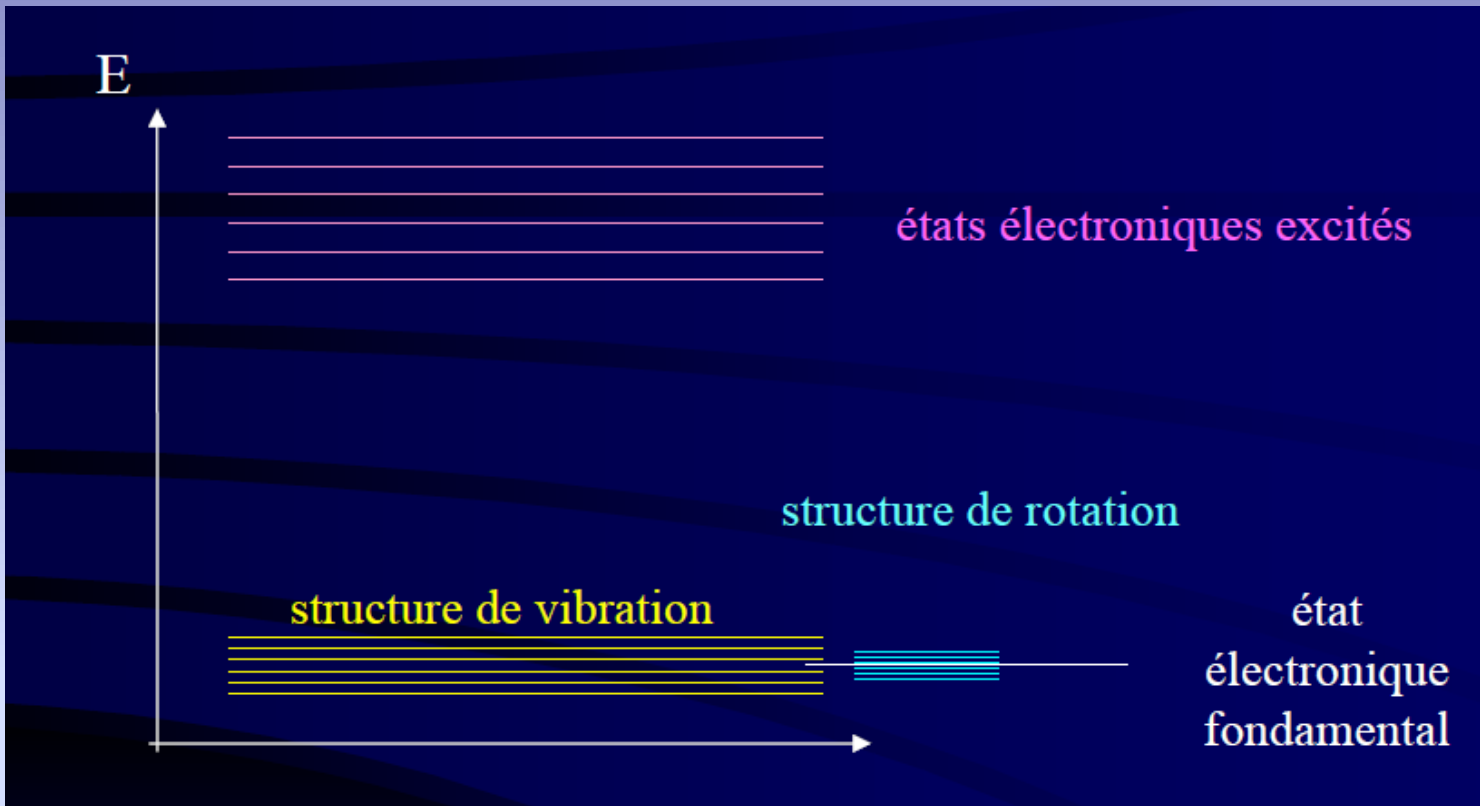 E
états électroniques excités
structure de rotation
structure de vibration
état
électronique
fondamental